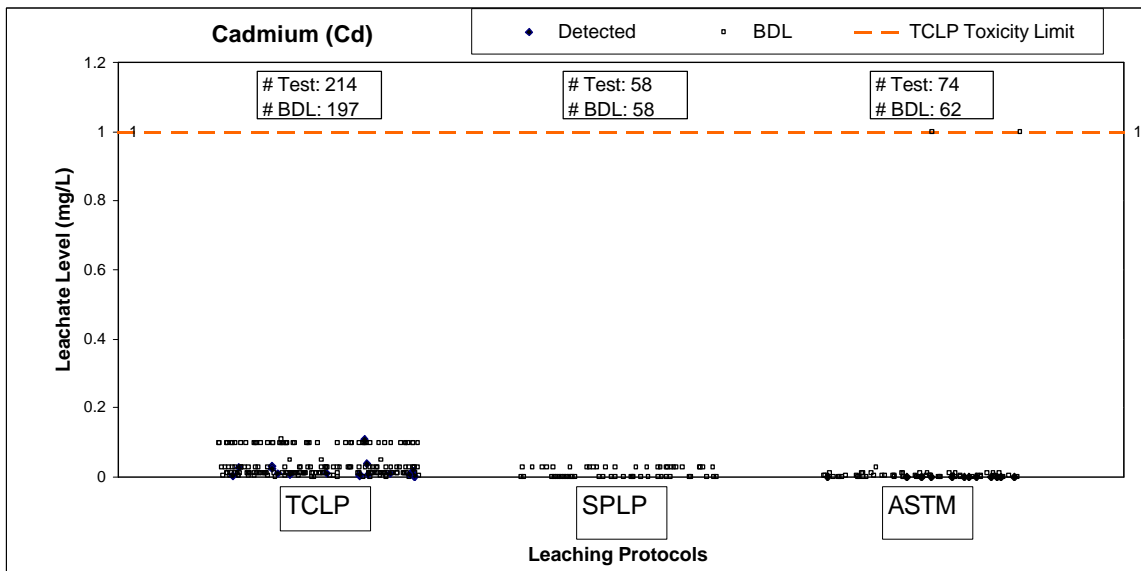 Cadmium (Cd)
Detected
BDL
TCLP Toxicity Limit
Leachate Level (mg/L)
1.2
1
0.8
0.6
0.4
0.2
0
# Test: 214
# BDL: 197
# Test: 58
# BDL: 58
# Test: 74
# BDL: 62
1
1
TCLP
SPLP
ASTM
Leaching Protocols